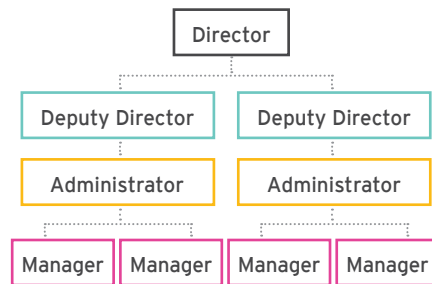 Director
Deputy Director Deputy Director
Administrator Administrator
Manager Manager Manager Manager